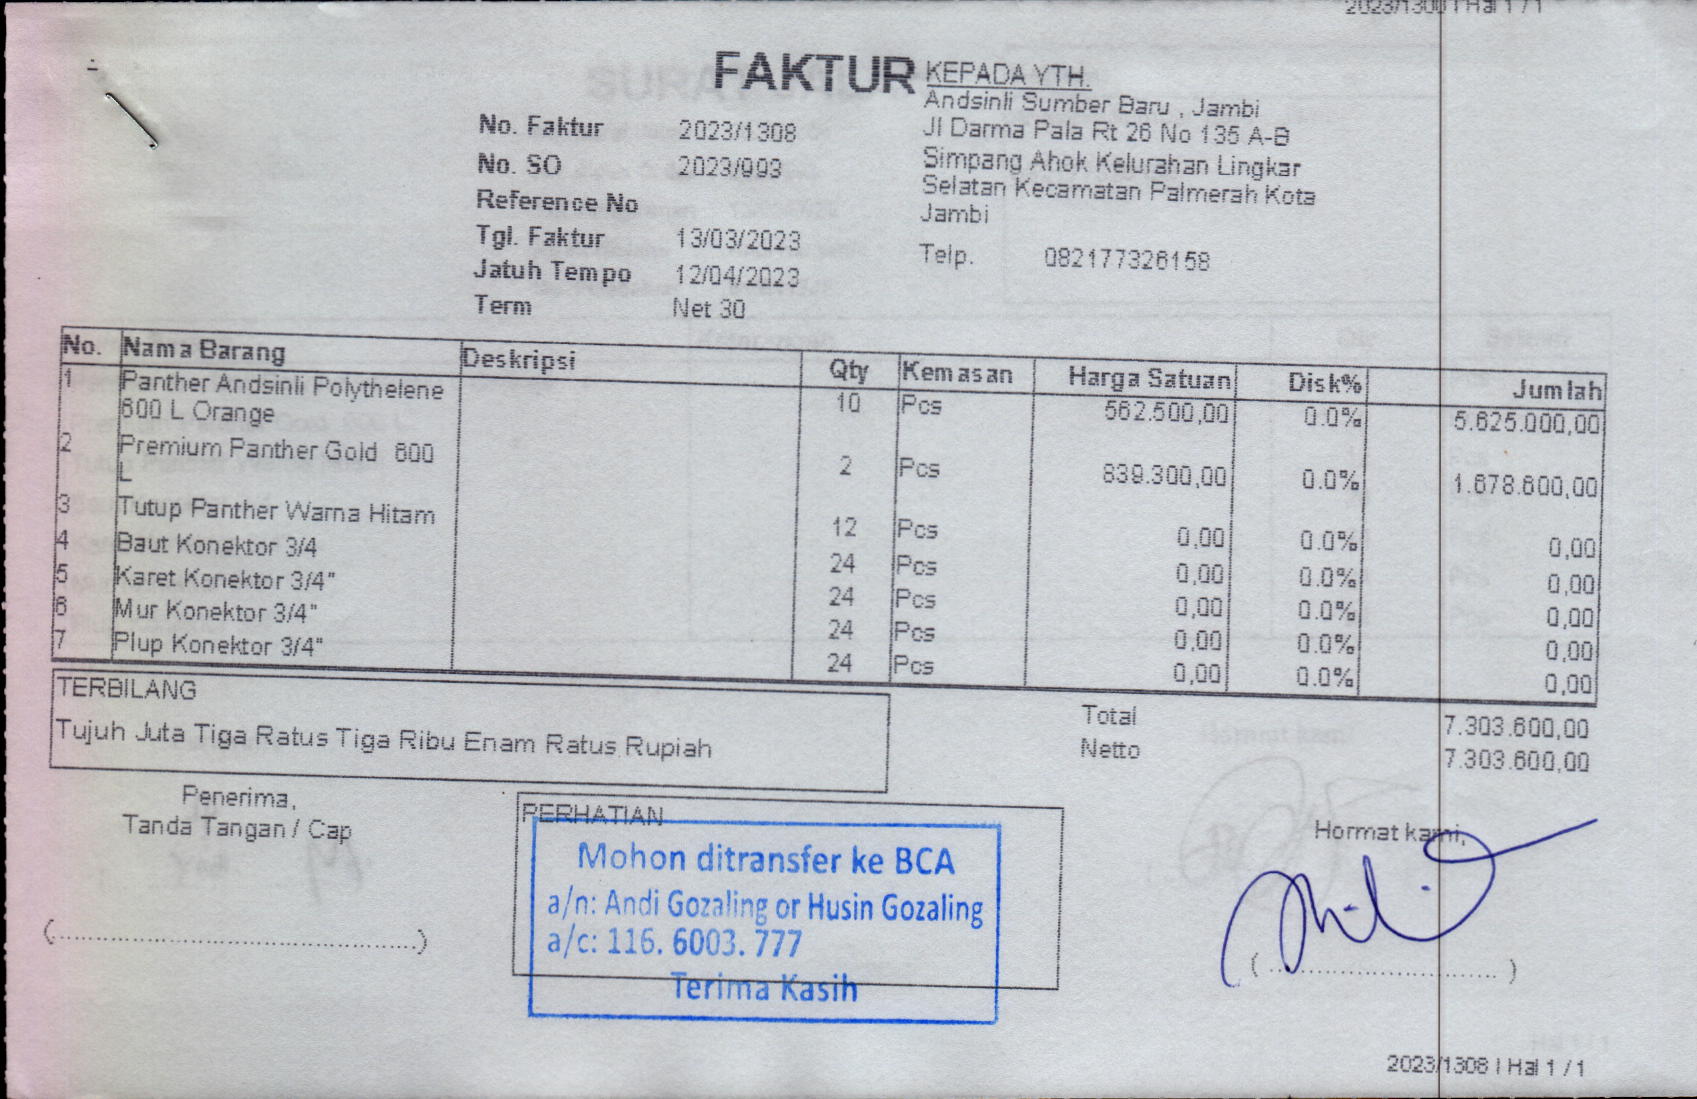 2023/1308 | Hal 1 / 1
FAKTUR
KEPADA YTH.
Andsinli Sumber Baru , Jambi
Jl Darma Pala Rt 26 No 135 A-B
Simpang Ahok Kelurahan Lingkar
Selatan Kecamatan Palmerah Kota
Jambi
Telp. 082177326158
No. Faktur 2023/1308
No. SO 2023/993
Reference No
Tgl. Faktur 13/03/2023
Jatuh Tempo 12/04/2023
Term Net 30
No. Nama Barang Deskripsi Qty Kemasan Harga Satuan Disk% Jumlah
1 Panther Andsinli Polythelene 10 Pcs 562.500,00 0.0% 5.625.000,00
600 L Orange
2 Premium Panther Gold 600 2 Pcs 839.300,00 0.0% 1.678.600,00
L
3 Tutup Panther Warna Hitam 12 Pcs 0,00 0.0% 0,00
4 Baut Konektor 3/4 24 Pcs 0,00 0.0% 0,00
5 Karet Konektor 3/4" 24 Pcs 0,00 0.0% 0,00
6 Mur Konektor 3/4" 24 Pcs 0,00 0.0% 0,00
7 Plup Konektor 3/4" 24 Pcs 0,00 0.0% 0,00
TERBILANG
Tujuh Juta Tiga Ratus Tiga Ribu Enam Ratus Rupiah
Total 7.303.600,00
Netto 7.303.600,00
Penerima,
Tanda Tangan / Cap
(..........................................)
PERHATIAN
Mohon ditransfer ke BCA
a/n: Andi Gozaling or Husin Gozaling
a/c: 116. 6003. 777
Terima Kasih
Hormat kami,
(..........................................)
2023/1308 | Hal 1 / 1